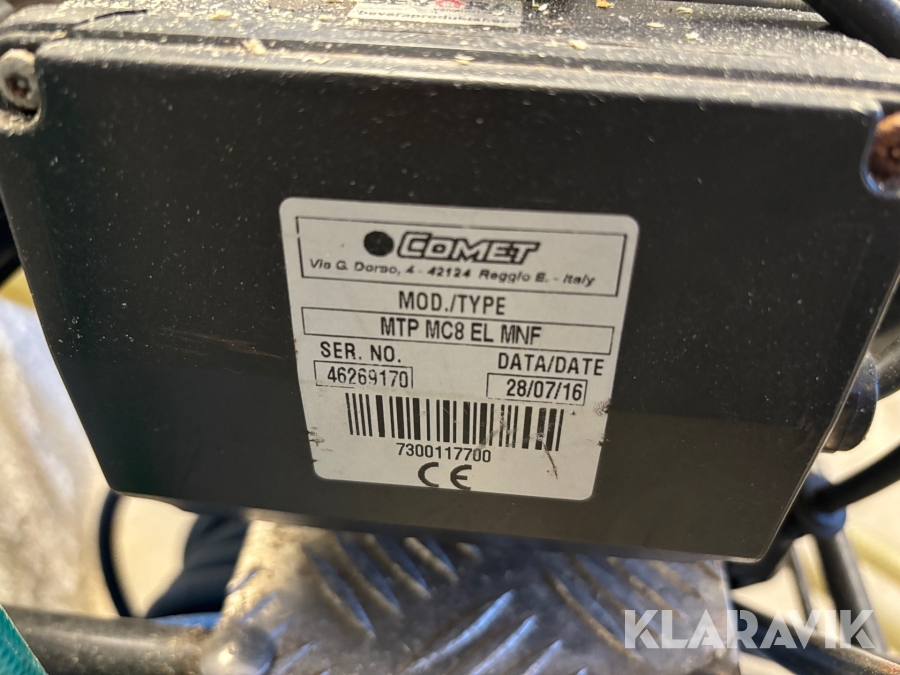 COMET
Via G. Dorso, 4 - 42124 Reggio E. - Italy
MOD./TYPE
MTP MC8 EL MNF
SER. NO. DATA/DATE
46269170 28/07/16
7300117700
CE
KLARAVIK